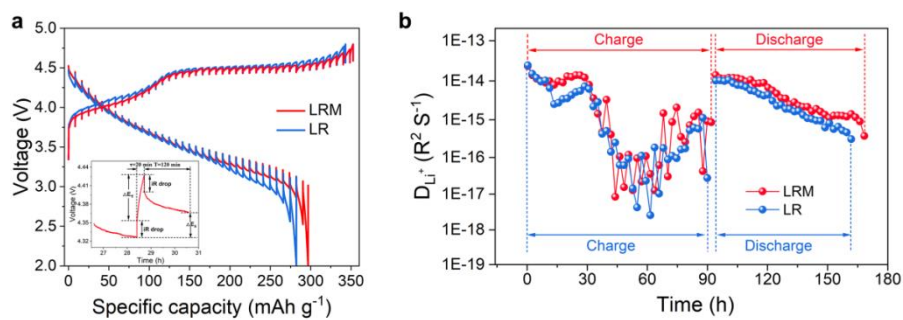 a
5.0
4.5
4.0
3.5
3.0
2.5
2.0
Voltage (V)
0 50 100 150 200 250 300 350
Specific capacity (mAh g⁻¹)
LRM
LR
τ=20 min T=120 min
4.44
4.41
4.38
4.35
4.32
Voltage (V)
iR drop
iR drop
27 28 29 30 31
Time (h)
b
1E-13
1E-14
1E-15
1E-16
1E-17
1E-18
1E-19
D_Li⁺ (R² S⁻¹)
Charge
Discharge
LRM
LR
Charge
Discharge
0 30 60 90 120 150 180
Time (h)